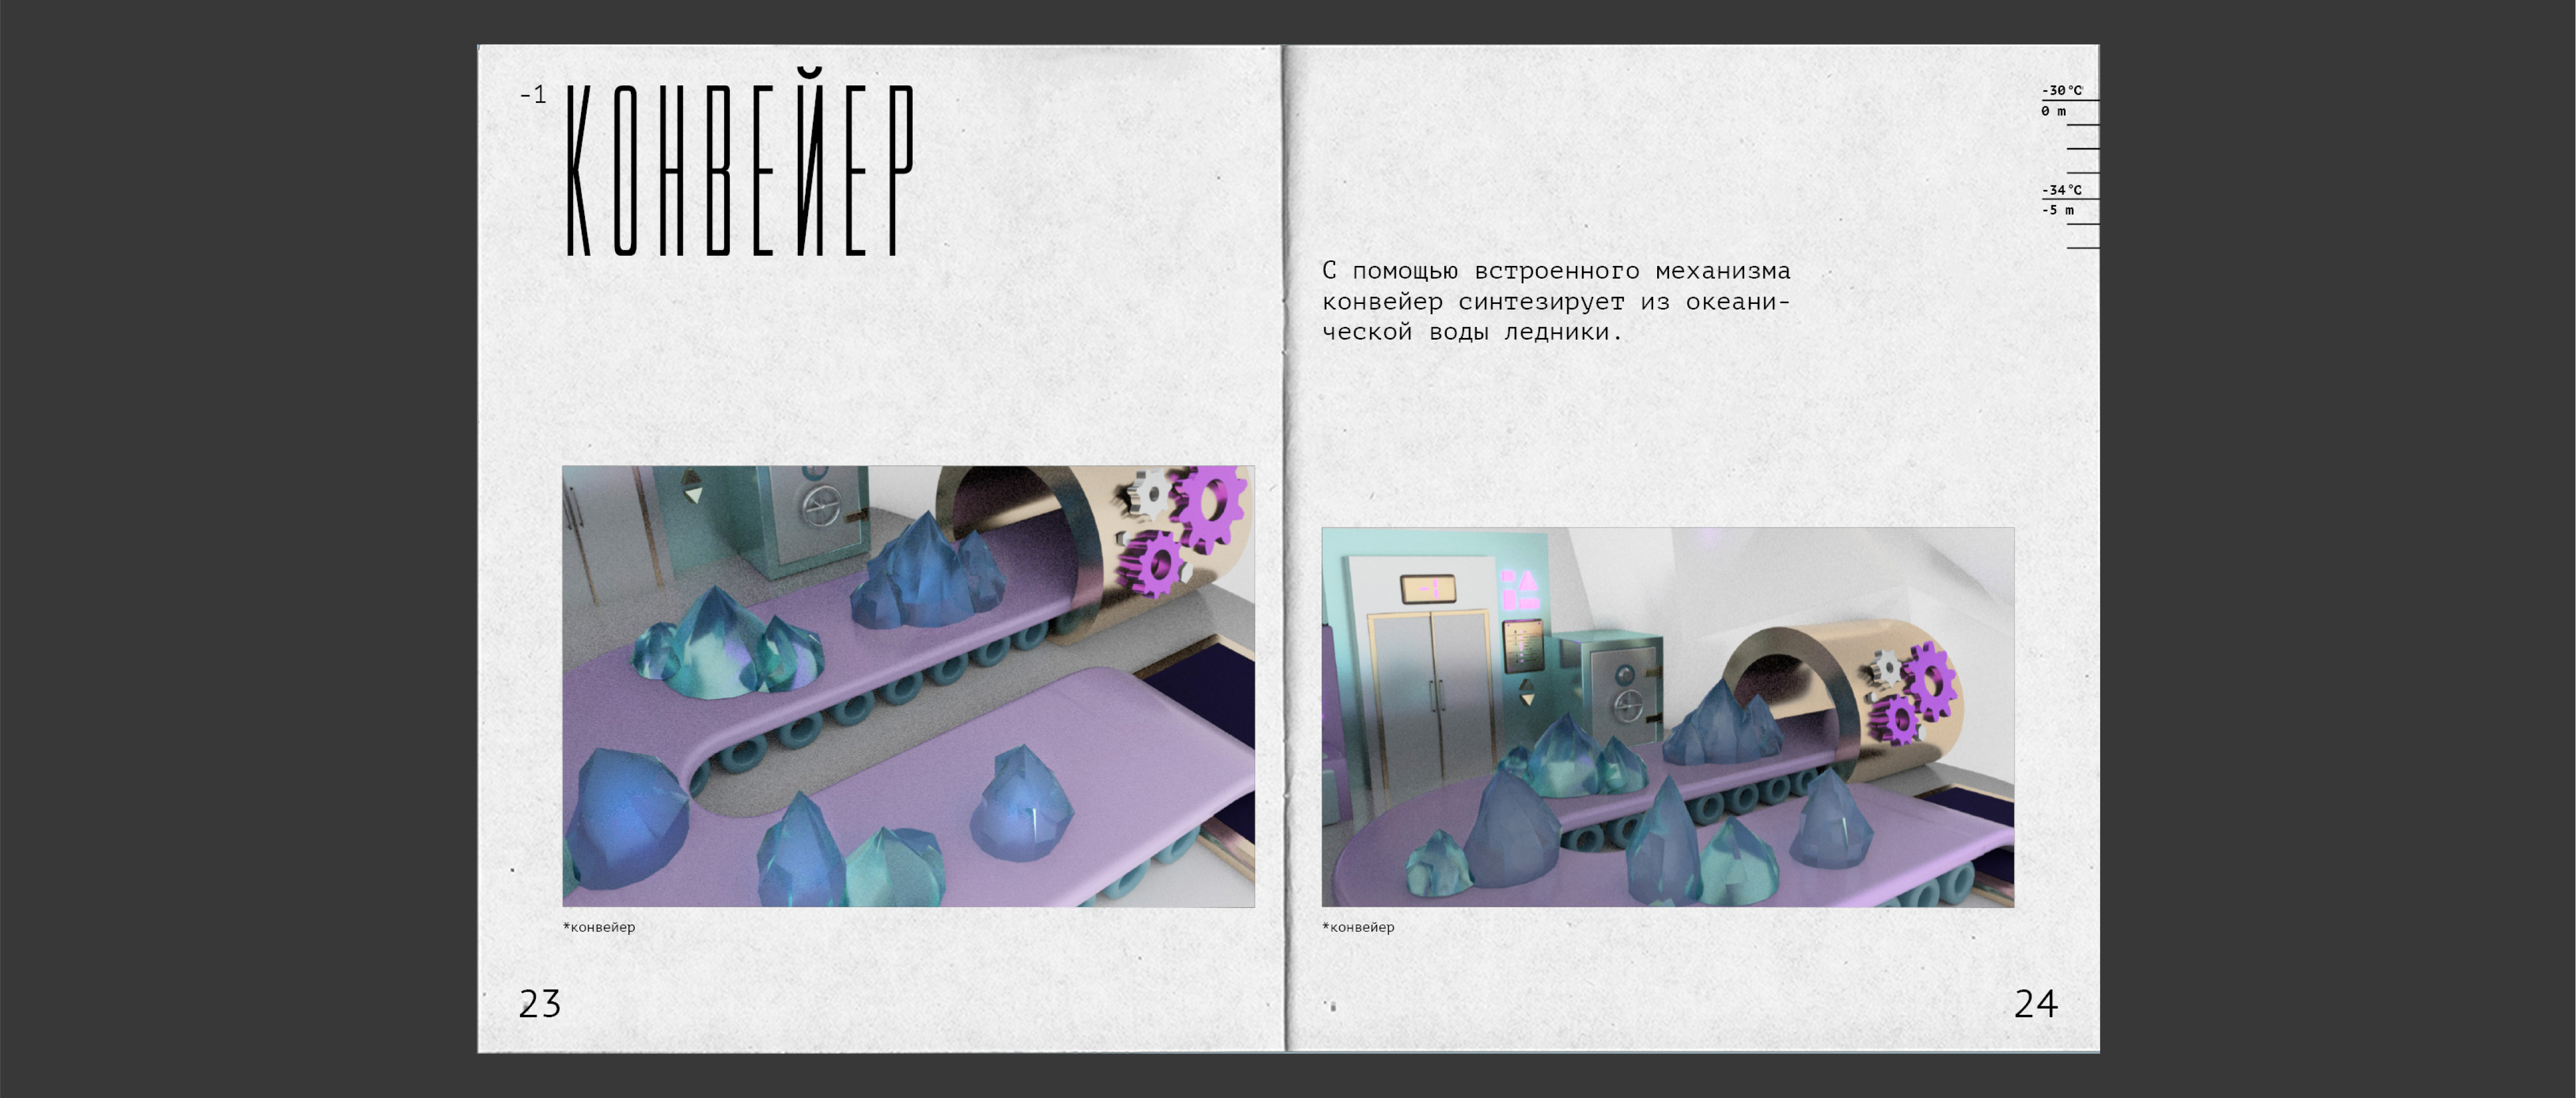 -1
КОНВЕЙЕР
*конвейер
23
-30°C
0 m
-34°C
-5 m
С помощью встроенного механизма
конвейер синтезирует из океани-
ческой воды ледники.
-1
*конвейер
24